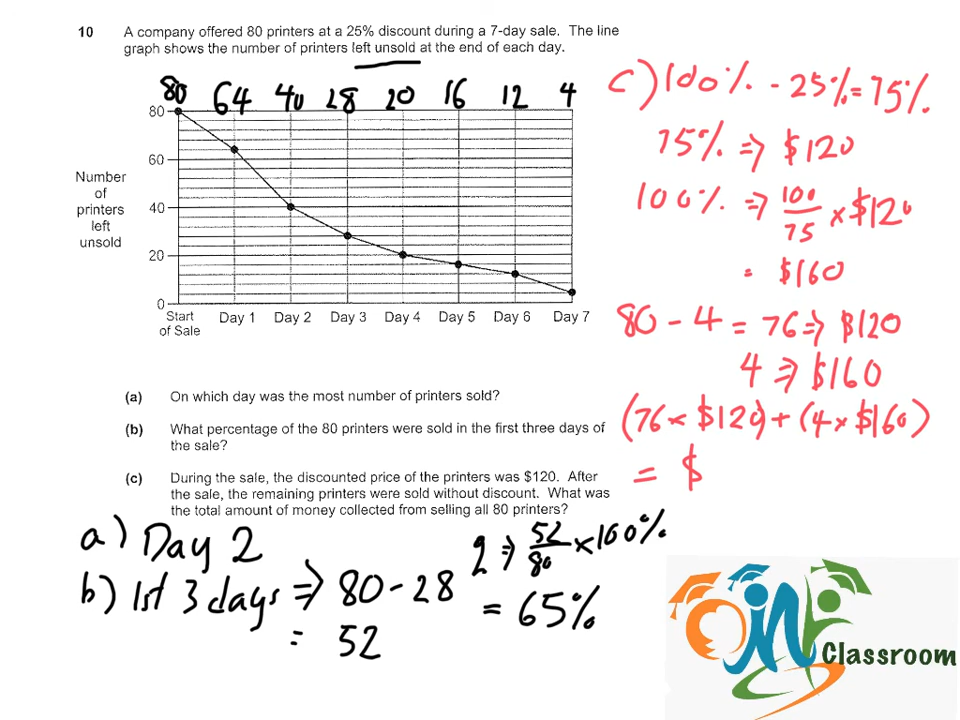 10 A company offered 80 printers at a 25% discount during a 7-day sale. The line
graph shows the number of printers left unsold at the end of each day.
80 64 40 28 20 16 12 4
80
60
40
20
0
Number
of
printers
left
unsold
Start
of Sale
Day 1 Day 2 Day 3 Day 4 Day 5 Day 6 Day 7
(a) On which day was the most number of printers sold?
(b) What percentage of the 80 printers were sold in the first three days of
the sale?
(c) During the sale, the discounted price of the printers was $120. After
the sale, the remaining printers were sold without discount. What was
the total amount of money collected from selling all 80 printers?
a) Day 2
b) 1st 3 days ⇒ 80 - 28
= 52
2 ⇒ 52/80 × 100%
= 65%
c) 100% - 25% = 75%
75% ⇒ $120
100% ⇒ 100/75 × $120
= $160
80 - 4 = 76 ⇒ $120
4 ⇒ $160
(76 × $120) + (4 × $160)
= $
OMF
Classroom